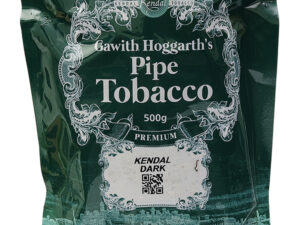 Kendal
Gawith Hoggarth's
Pipe
Tobacco
500g
PREMIUM
KENDAL
DARK